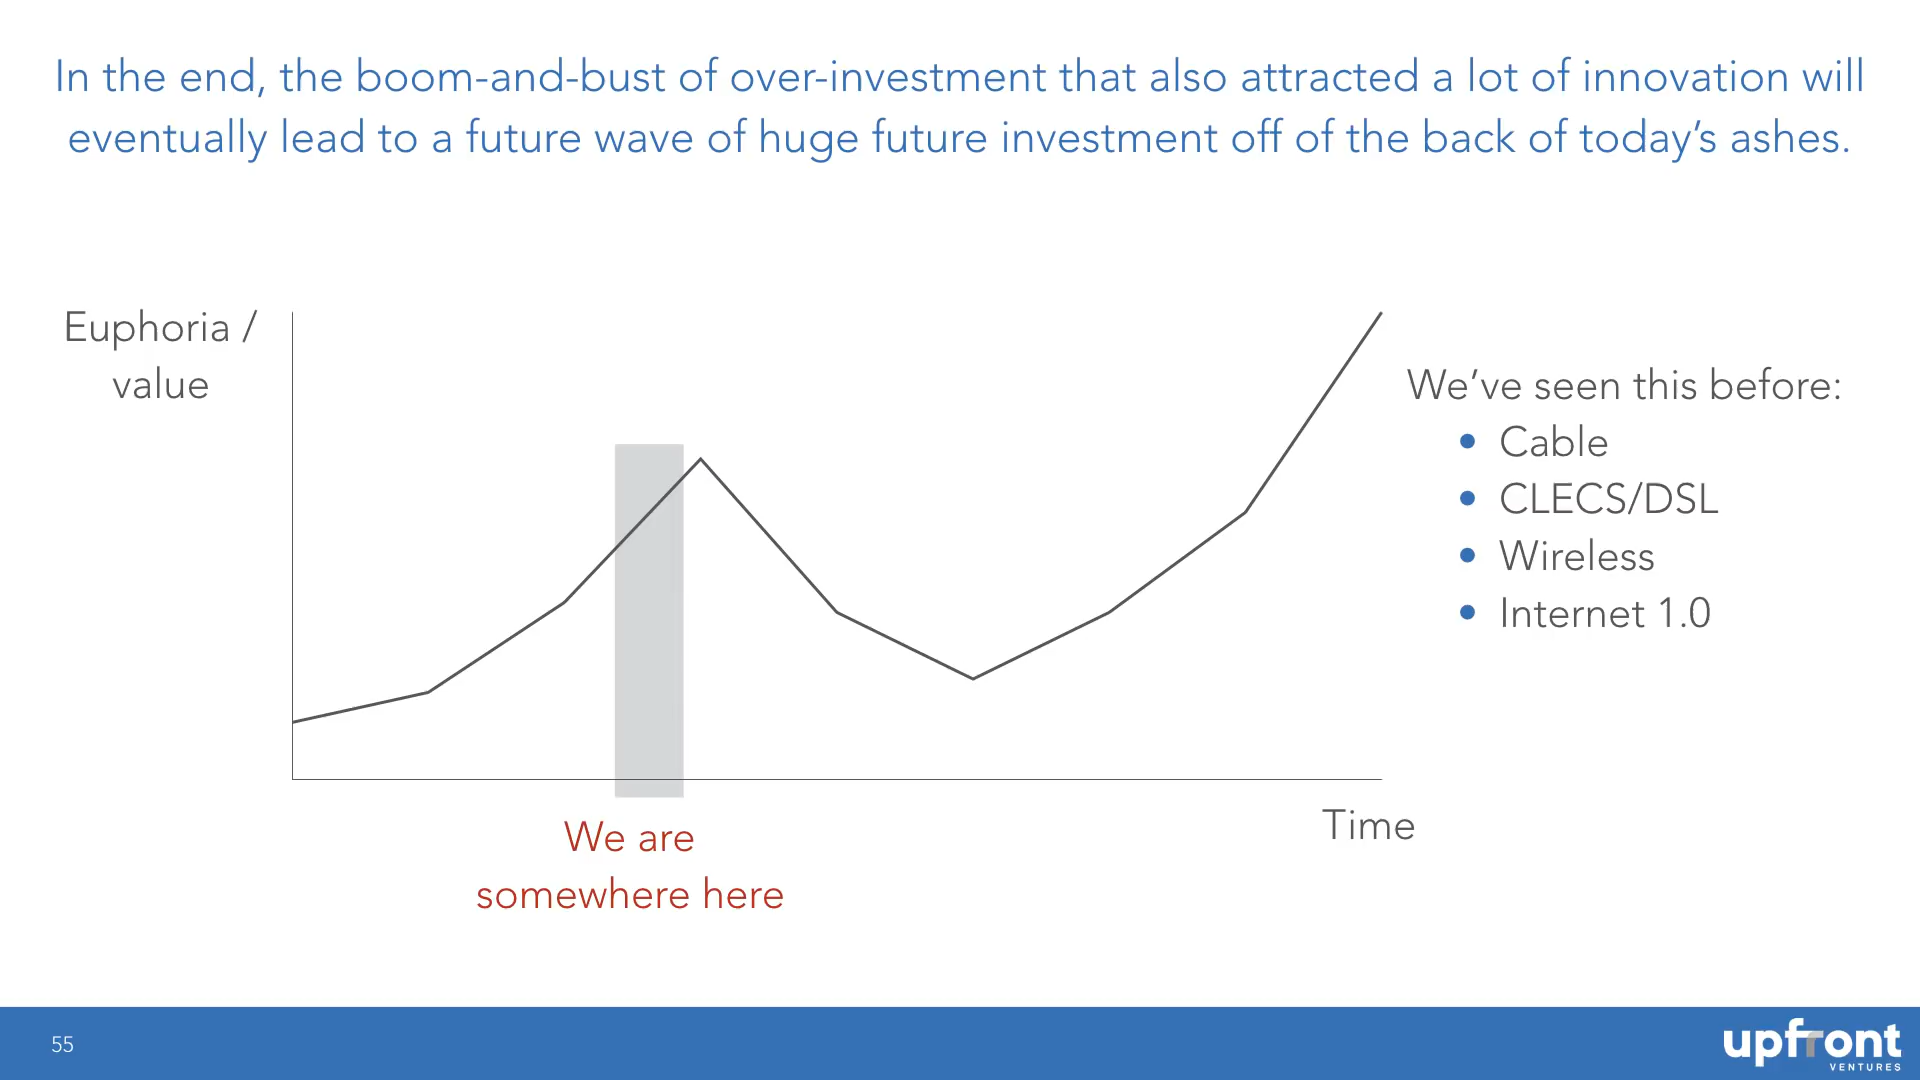 In the end, the boom-and-bust of over-investment that also attracted a lot of innovation will
eventually lead to a future wave of huge future investment off of the back of today’s ashes.
Euphoria /
value
We’ve seen this before:
• Cable
• CLECS/DSL
• Wireless
• Internet 1.0
Time
We are
somewhere here
55
upfront
VENTURES